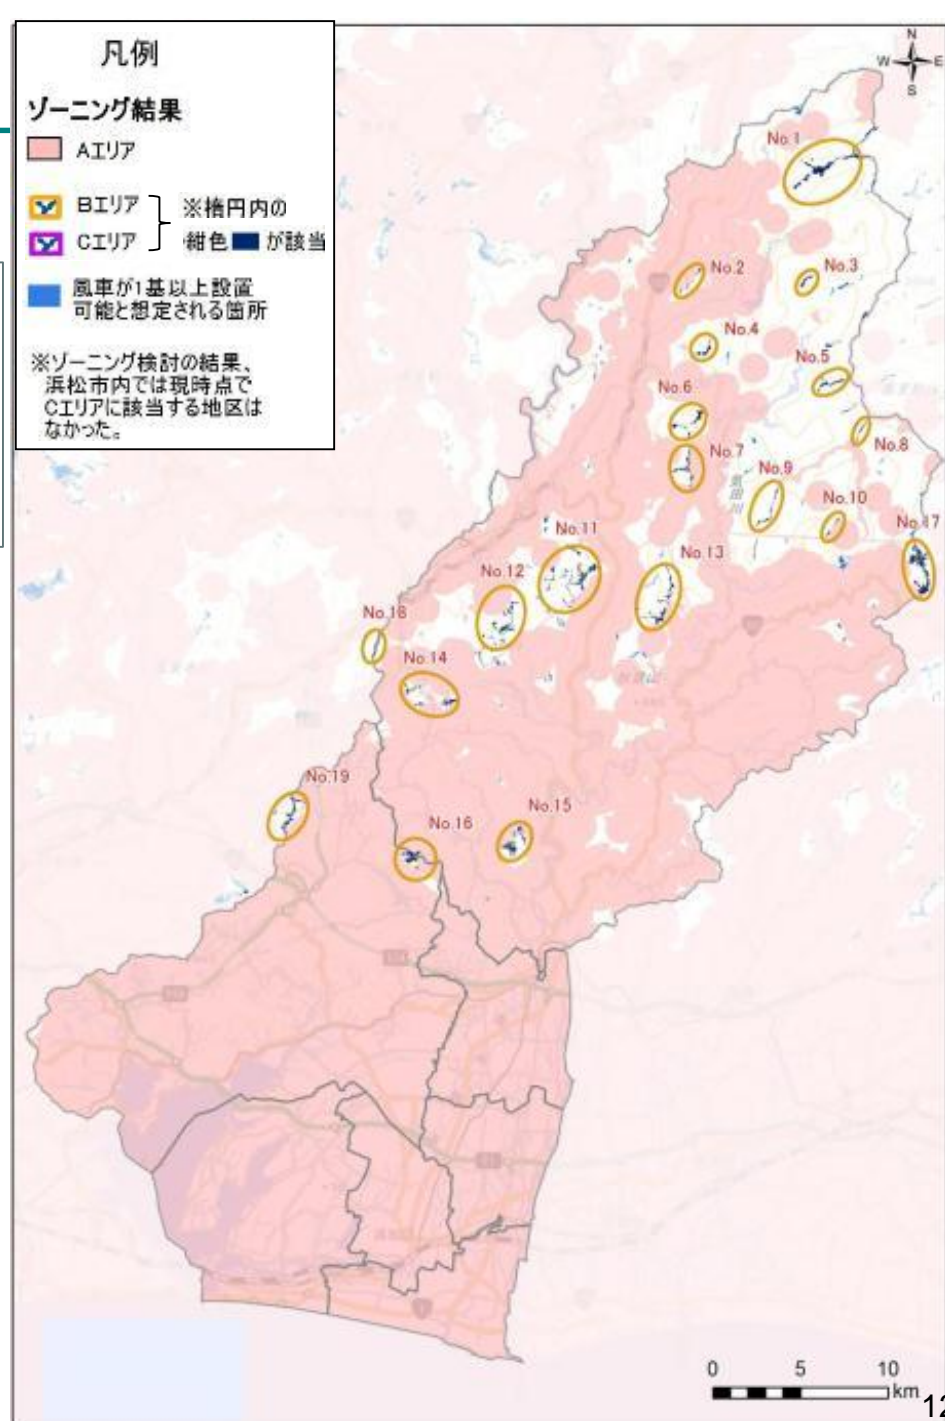 凡例
ゾーニング結果
Aエリア
Bエリア
Cエリア
※楕円内の
紺色 が該当
風車が1基以上設置
可能と想定される箇所
※ゾーニング検討の結果、
浜松市内では現時点で
Cエリアに該当する地区は
なかった。
N
W E
S
No.1
No.2
No.3
No.4
No.5
No.6
No.7
No.8
No.9
気田川
No.10
No.17
No.11
No.12
No.13
No.18
No.14
No.19
No.15
No.16
0 5 10
km
12